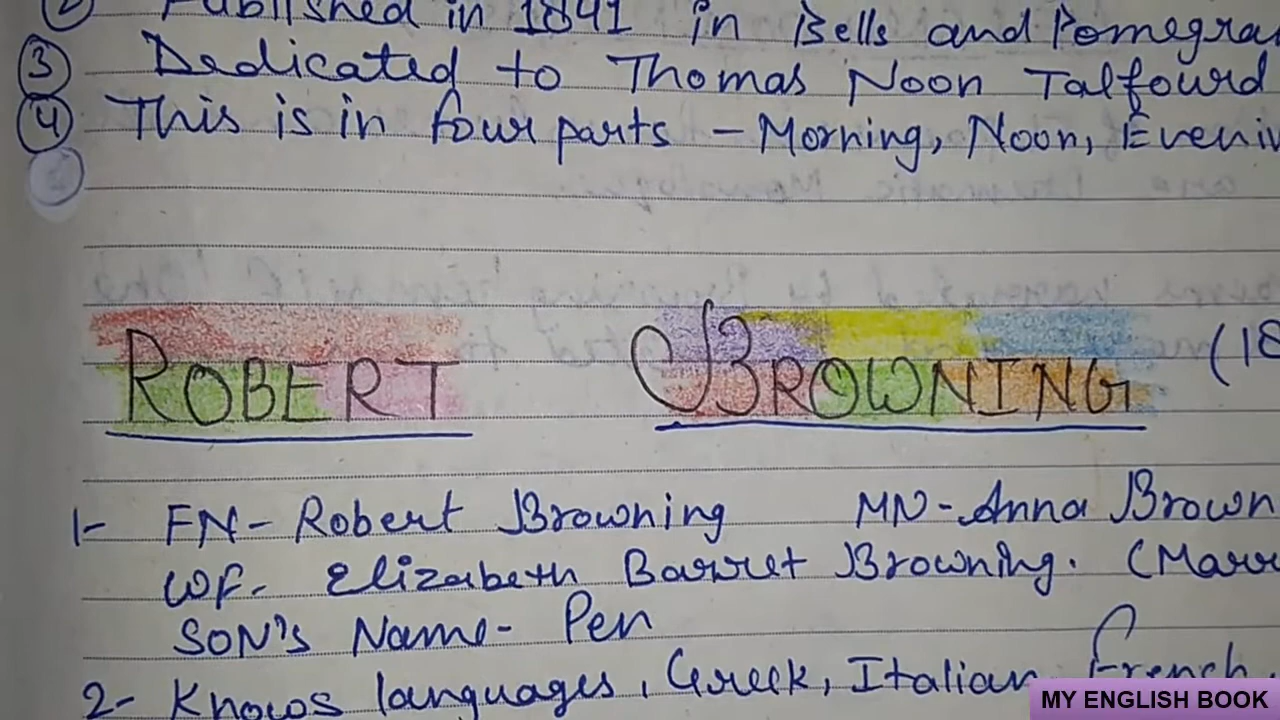 ② Published in 1841 in Bells and Pomegra
③ Dedicated to Thomas Noon Talfourd
④ This is in four parts - Morning, Noon, Eveni
ROBERT BROWNING (18
1- FN- Robert Browning MN- Anna Brown
WF- Elizabeth Barret Browning. (Marr
SON'S Name- Pen
2- Knows languages, Greek, Italian, French,
MY ENGLISH BOOK